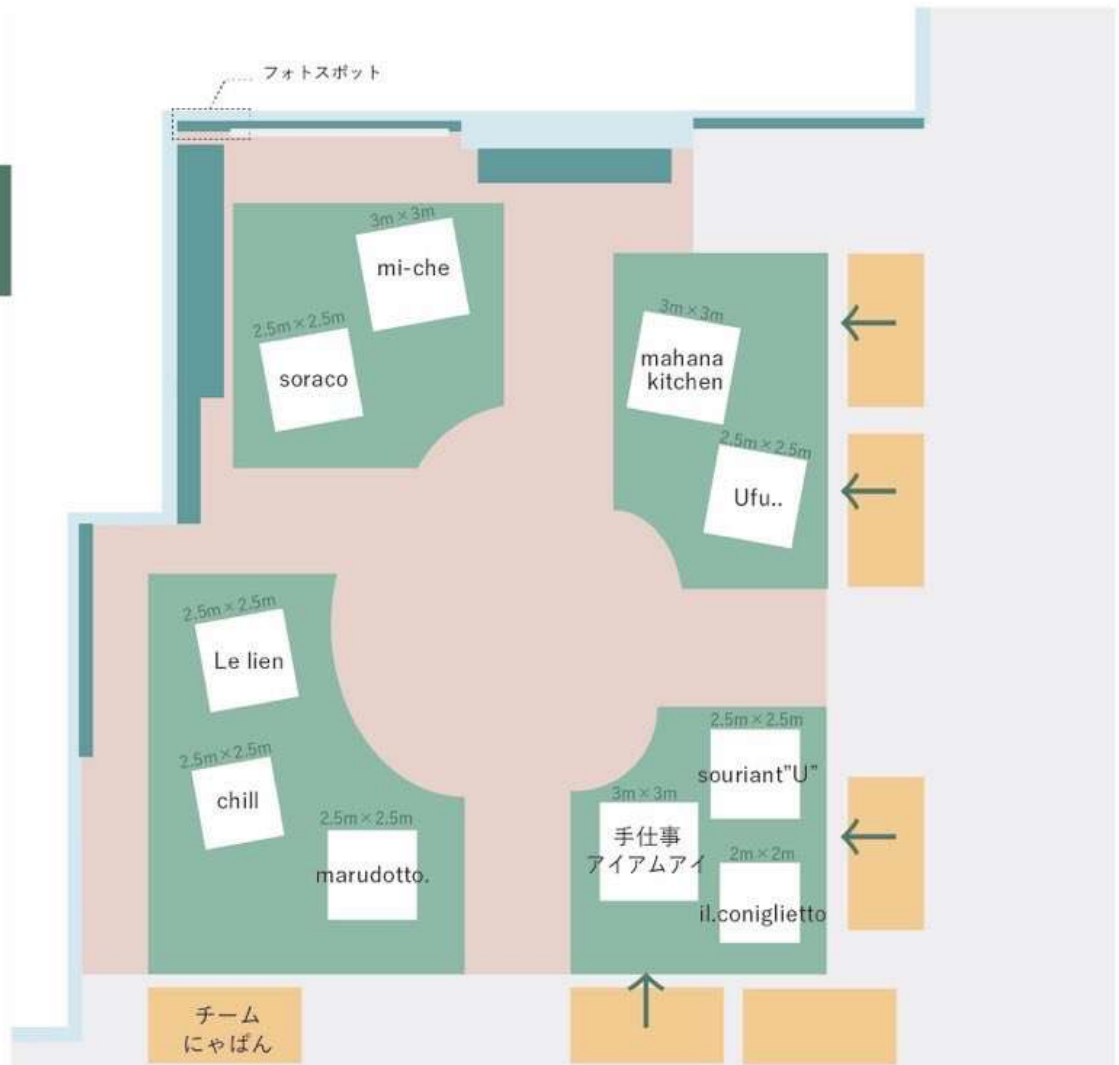 フォトスポット
3m×3m
mi-che
2.5m×2.5m
soraco
3m×3m
mahana
kitchen
2.5m×2.5m
Ufu..
2.5m×2.5m
Le lien
2.5m×2.5m
chill
2.5m×2.5m
marudotto.
2.5m×2.5m
souriant"U"
3m×3m
手仕事
アイアムアイ
2m×2m
il.coniglietto
チーム
にゃぱん